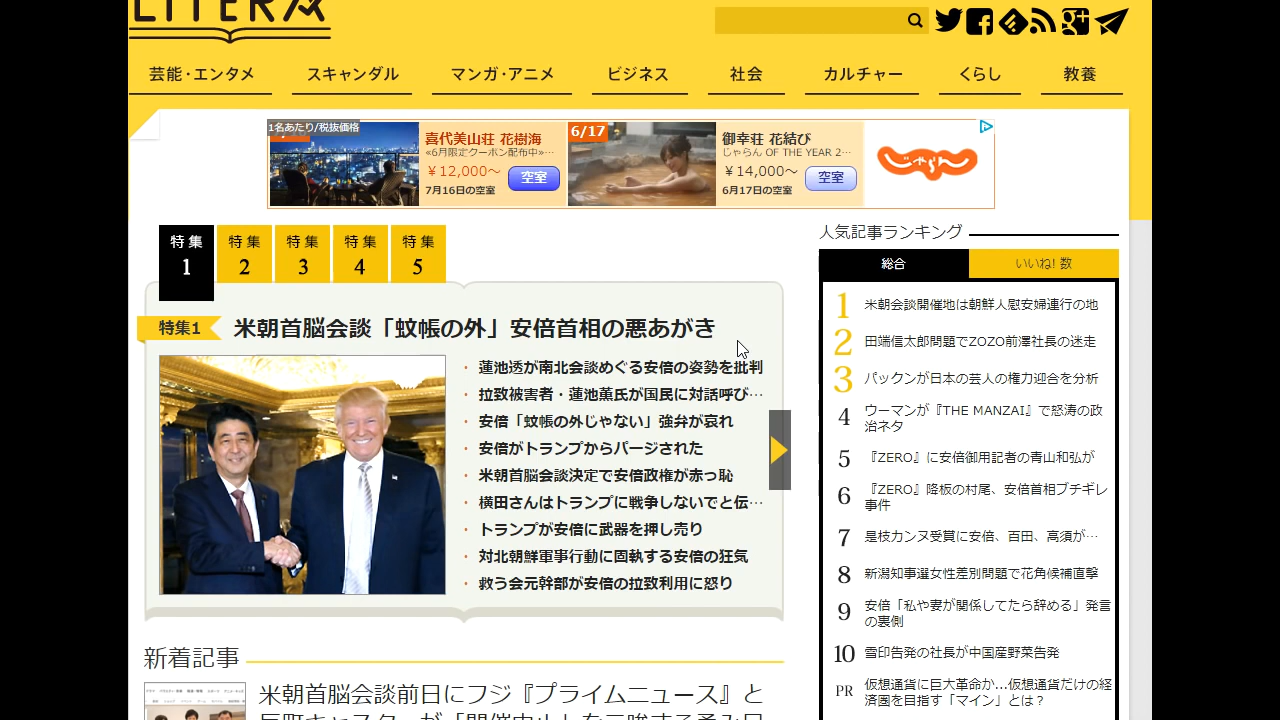 LITERA
芸能・エンタメ
スキャンダル
マンガ・アニメ
ビジネス
社会
カルチャー
くらし
教養
1名あたり/税抜価格
喜代美山荘 花樹海
≪6月限定クーポン配布中≫…
￥12,000～
7月16日の空室
空室
6/17
御幸荘 花結び
じゃらん OF THE YEAR 2…
￥14,000～
6月17日の空室
空室
じゃらん
特集
1
特集
2
特集
3
特集
4
特集
5
特集1
米朝首脳会談「蚊帳の外」安倍首相の悪あがき
・ 蓮池透が南北会談めぐる安倍の姿勢を批判
・ 拉致被害者・蓮池薫氏が国民に対話呼び…
・ 安倍「蚊帳の外じゃない」強弁が哀れ
・ 安倍がトランプからパージされた
・ 米朝首脳会談決定で安倍政権が赤っ恥
・ 横田さんはトランプに戦争しないでと伝…
・ トランプが安倍に武器を押し売り
・ 対北朝鮮軍事行動に固執する安倍の狂気
・ 救う会元幹部が安倍の拉致利用に怒り
新着記事
米朝首脳会談前日にフジ『プライムニュース』と
人気記事ランキング
総合
いいね! 数
1 米朝会談開催地は朝鮮人慰安婦連行の地
2 田端信太郎問題でZOZO前澤社長の迷走
3 パックンが日本の芸人の権力迎合を分析
4 ウーマンが『THE MANZAI』で怒涛の政
治ネタ
5 『ZERO』に安倍御用記者の青山和弘が
6 『ZERO』降板の村尾、安倍首相ブチギレ
事件
7 是枝カンヌ受賞に安倍、百田、高須が…
8 新潟知事選女性差別問題で花角候補直撃
9 安倍「私や妻が関係してたら辞める」発言
の裏側
10 雪印告発の社長が中国産野菜告発
PR 仮想通貨に巨大革命か…仮想通貨だけの経
済圏を目指す「マイン」とは？